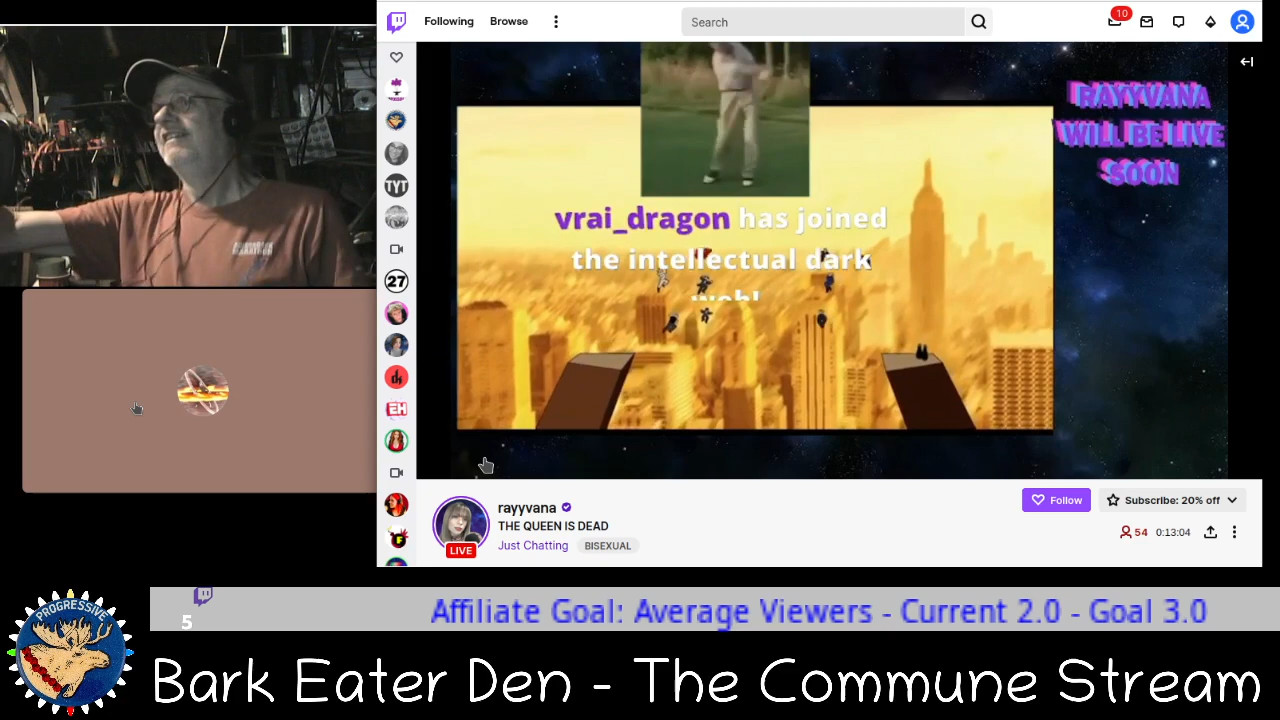 Following
Browse
Search
10
TYT
27
EH
RAYYVANA
WILL BE LIVE
SOON
vrai_dragon has joined
the intellectual dark
web!
rayyvana
THE QUEEN IS DEAD
LIVE
Just Chatting
BISEXUAL
Follow
Subscribe: 20% off
54
0:13:04
PROGRESSIVE
5
Affiliate Goal: Average Viewers - Current 2.0 - Goal 3.0
Bark Eater Den - The Commune Stream